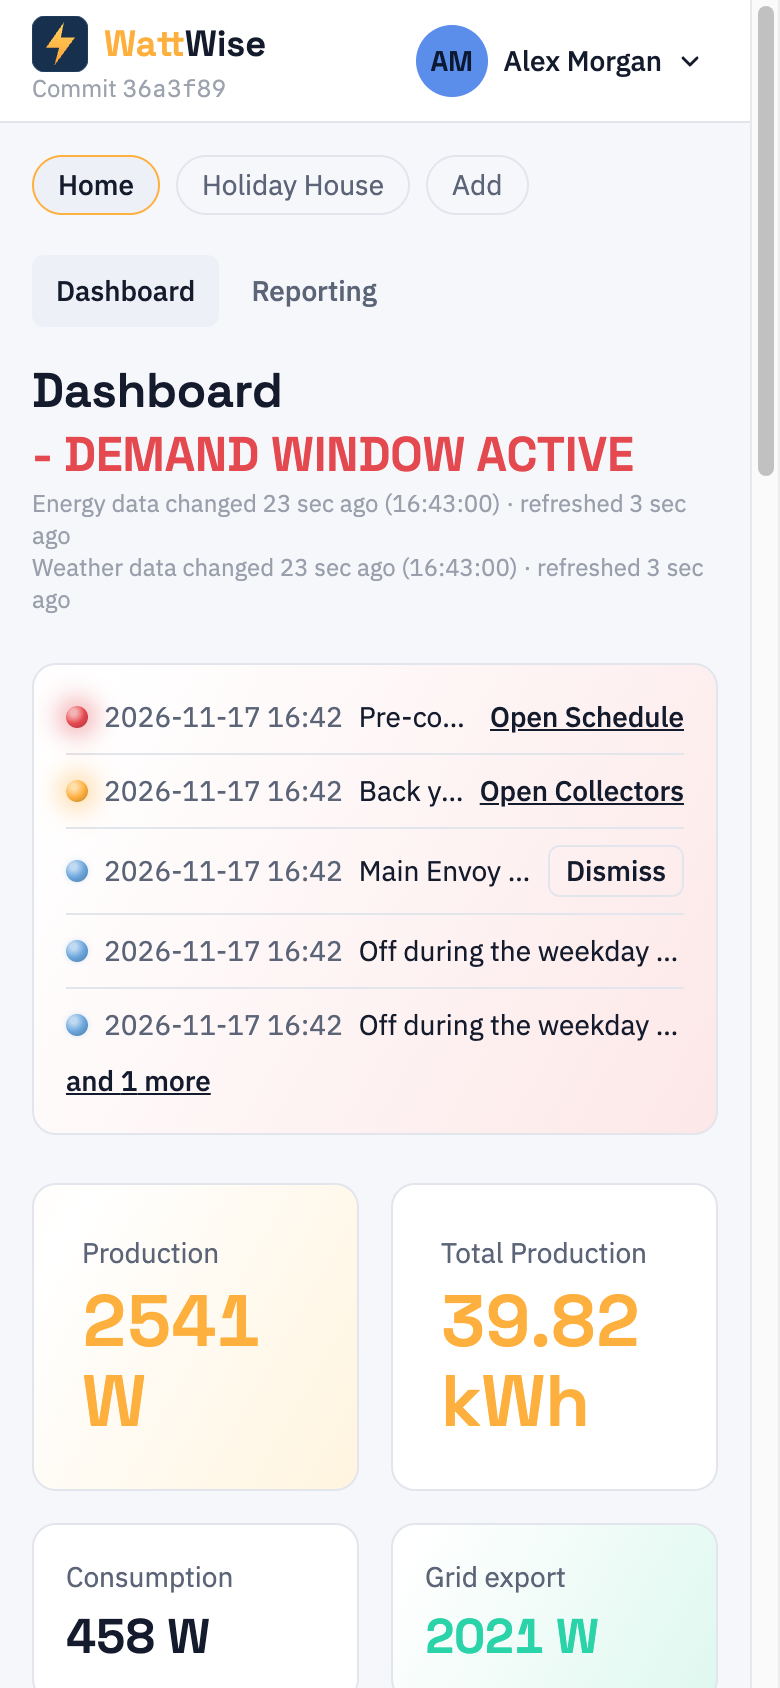 WattWise
Commit 36a3f89
AM Alex Morgan
Home Holiday House Add
Dashboard Reporting
Dashboard
- DEMAND WINDOW ACTIVE
Energy data changed 23 sec ago (16:43:00) · refreshed 3 sec
ago
Weather data changed 23 sec ago (16:43:00) · refreshed 3 sec
ago
2026-11-17 16:42 Pre-co... Open Schedule
2026-11-17 16:42 Back y... Open Collectors
2026-11-17 16:42 Main Envoy ... Dismiss
2026-11-17 16:42 Off during the weekday ...
2026-11-17 16:42 Off during the weekday ...
and 1 more
Production
2541
W
Total Production
39.82
kWh
Consumption
458 W
Grid export
2021 W